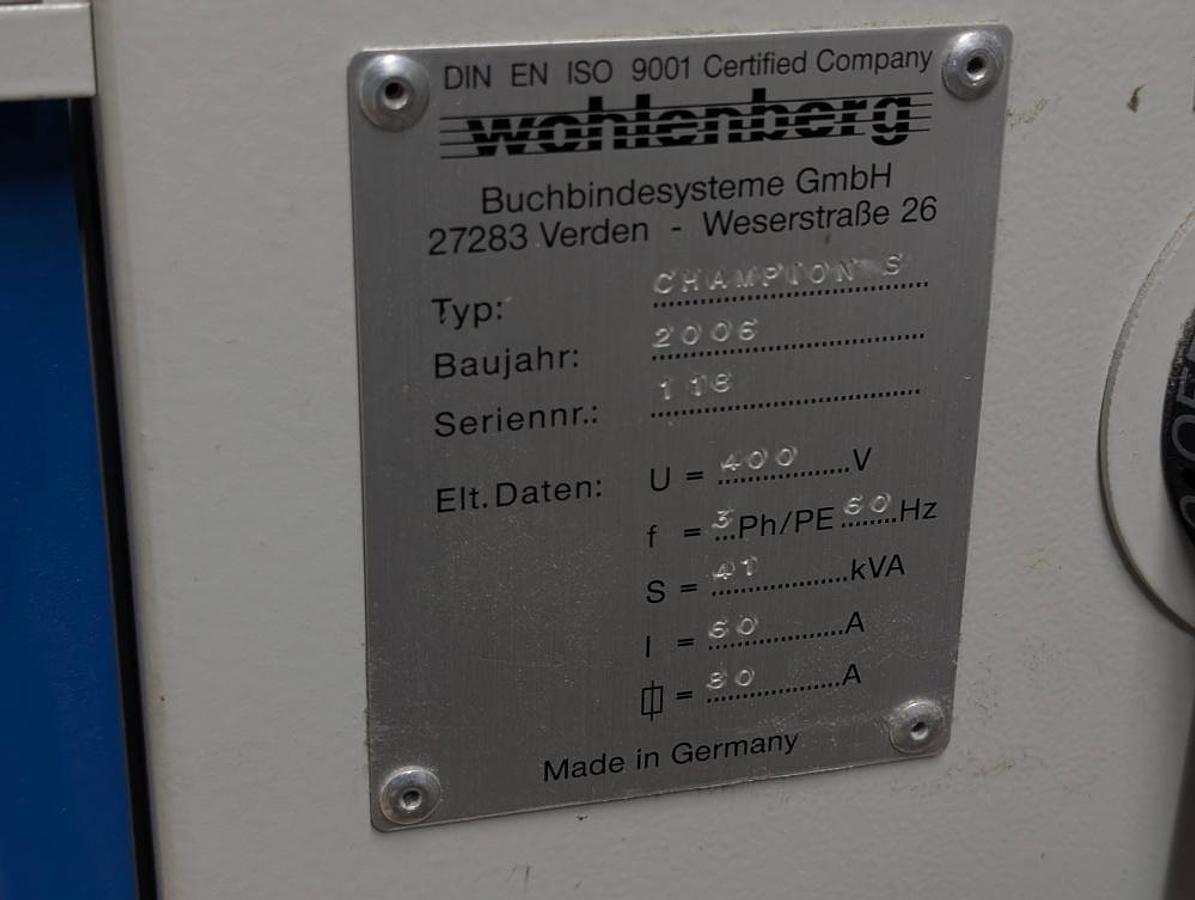 DIN EN ISO 9001 Certified Company
wohlenberg
Buchbindesysteme GmbH
27283 Verden - Weserstraße 26
Typ: CHAMPION S
Baujahr: 2006
Seriennr.: 118
Elt. Daten: U = 400 V
f = 3 Ph/PE 60 Hz
S = 41 kVA
I = 60 A
= 80 A
Made in Germany